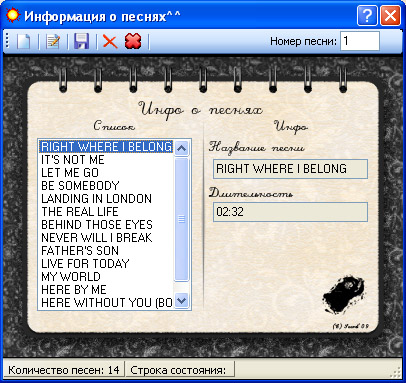 Информация о песнях^^
Номер песни: 1
Инфо о песнях
Список
Инфо
RIGHT WHERE I BELONG
IT'S NOT ME
LET ME GO
BE SOMEBODY
LANDING IN LONDON
THE REAL LIFE
BEHIND THOSE EYES
NEVER WILL I BREAK
FATHER'S SON
LIVE FOR TODAY
MY WORLD
HERE BY ME
HERE WITHOUT YOU (BO
Название песни
RIGHT WHERE I BELONG
Длительность
02:32
Количество песен: 14
Строка состояния: